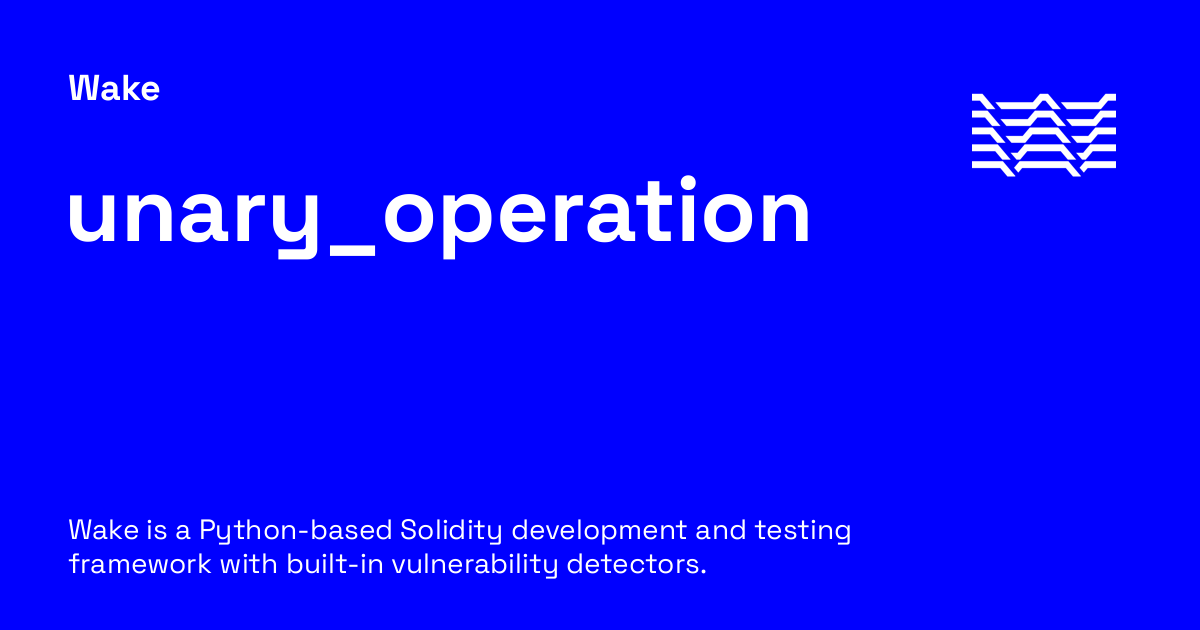 Wake
unary_operation
Wake is a Python-based Solidity development and testing
framework with built-in vulnerability detectors.